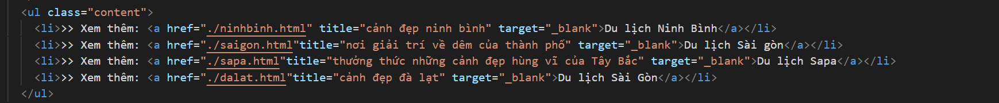 <ul class="content">
<li>>> Xem thêm: <a href="./ninhbinh.html" title="cảnh đẹp ninh bình" target="_blank">Du lịch Ninh Bình</a></li>
<li>>> Xem thêm: <a href="./saigon.html"title="nơi giải trí về dêm của thành phố" target="_blank">Du lịch Sài gòn</a></li>
<li>>> Xem thêm: <a href="./sapa.html"title="thưởng thức những cảnh đẹp hùng vĩ của Tây Bắc" target="_blank">Du lịch Sapa</a></li>
<li>>> Xem thêm: <a href="./dalat.html"title="cảnh đẹp đà lạt" target="_blank">Du lịch Sài Gòn</a></li>
</ul>